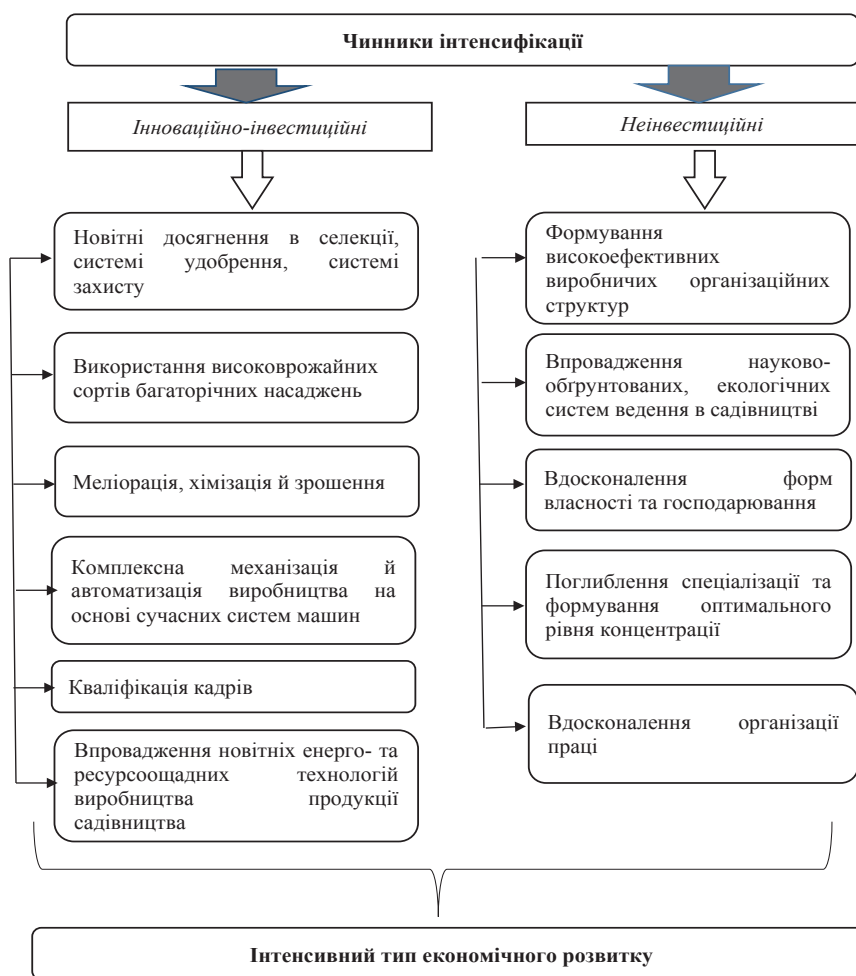 Чинники інтенсифікації
Інноваційно-інвестиційні
Неінвестиційні
Новітні досягнення в селекції,
системі удобрення, системі
захисту
Використання високоврожайних
сортів багаторічних насаджень
Меліорація, хімізація й зрошення
Комплексна механізація й
автоматизація виробництва на
основі сучасних систем машин
Кваліфікація кадрів
Впровадження новітніх енерго- та
ресурсоощадних технологій
виробництва продукції
садівництва
Формування
високоефективних
виробничих організаційних
структур
Впровадження науково-
обґрунтованих, екологічних
систем ведення в садівництві
Вдосконалення форм
власності та господарювання
Поглиблення спеціалізації та
формування оптимального
рівня концентрації
Вдосконалення організації
праці
Інтенсивний тип економічного розвитку